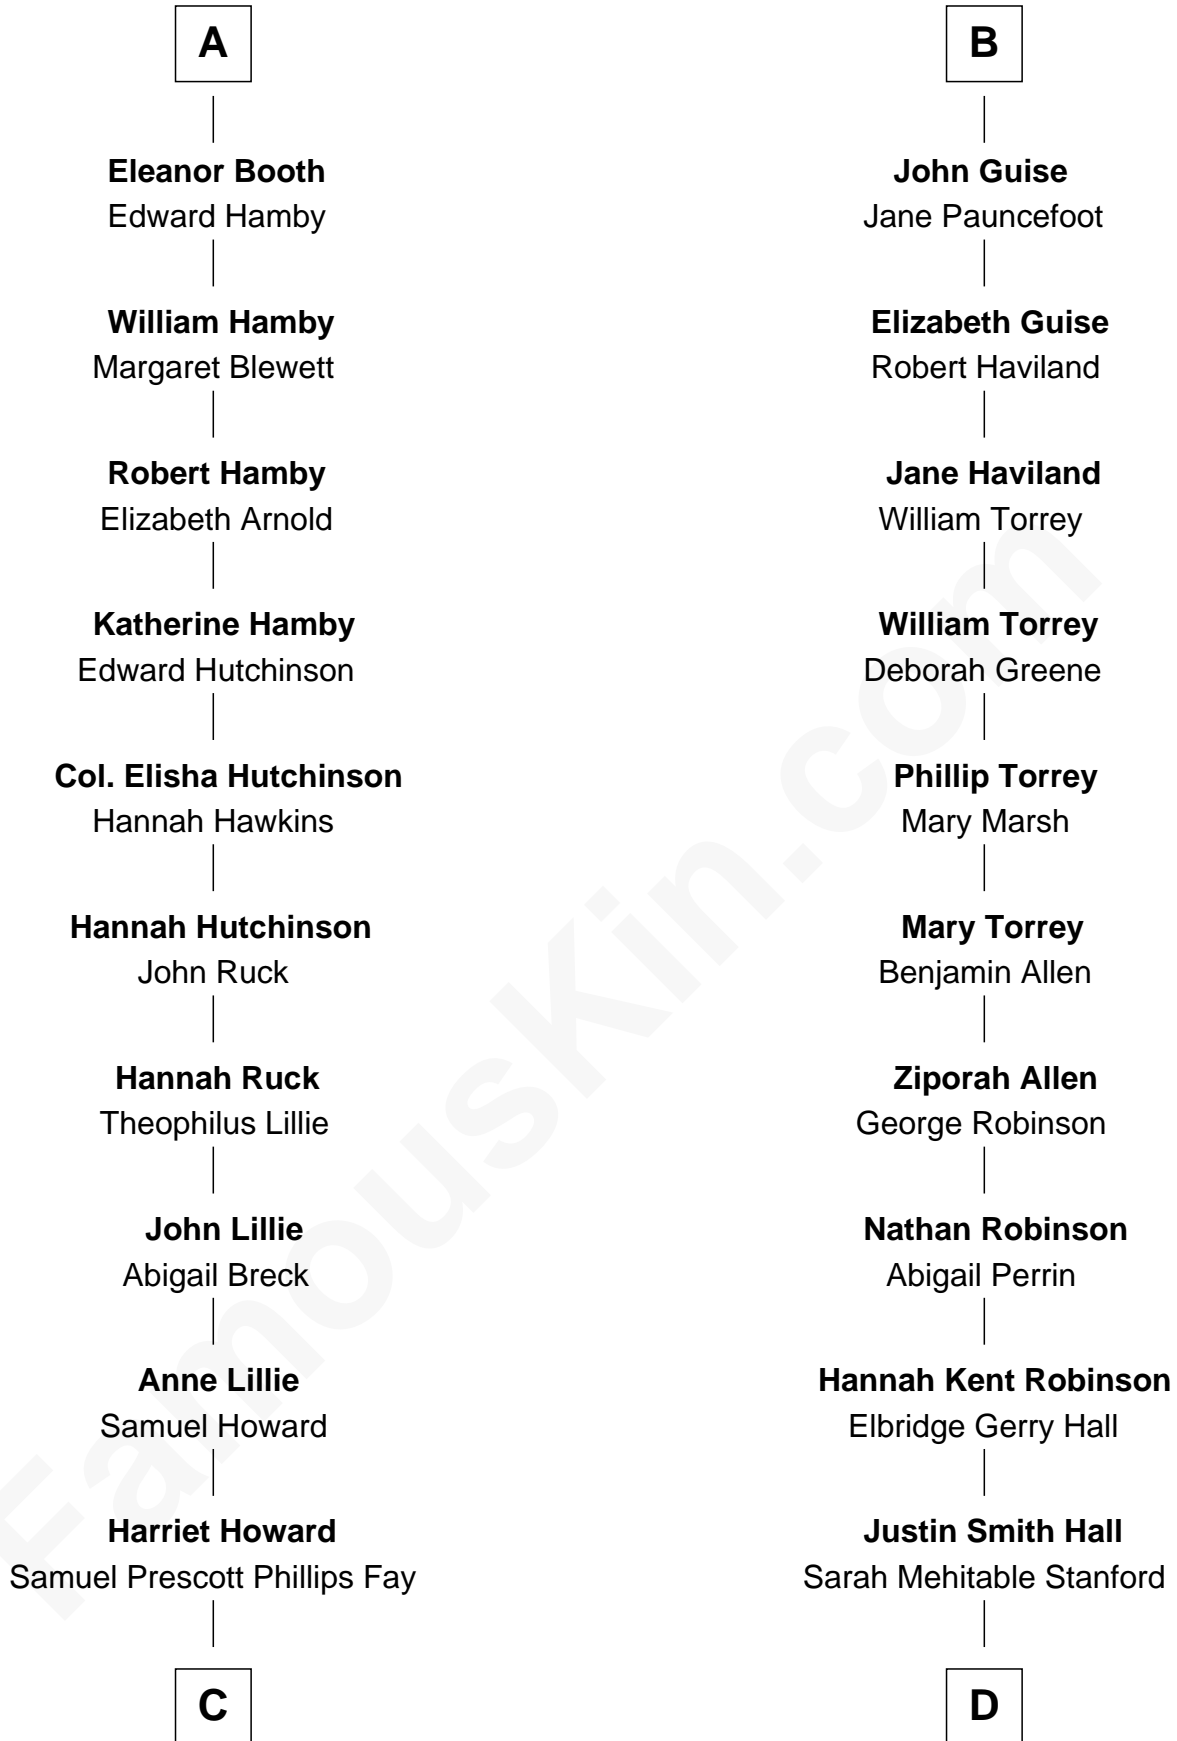 A
Eleanor Booth
Edward Hamby
William Hamby
Margaret Blewett
Robert Hamby
Elizabeth Arnold
Katherine Hamby
Edward Hutchinson
Col. Elisha Hutchinson
Hannah Hawkins
Hannah Hutchinson
John Ruck
Hannah Ruck
Theophilus Lillie
John Lillie
Abigail Breck
Anne Lillie
Samuel Howard
Harriet Howard
Samuel Prescott Phillips Fay
C
B
John Guise
Jane Pauncefoot
Elizabeth Guise
Robert Haviland
Jane Haviland
William Torrey
William Torrey
Deborah Greene
Phillip Torrey
Mary Marsh
Mary Torrey
Benjamin Allen
Ziporah Allen
George Robinson
Nathan Robinson
Abigail Perrin
Hannah Kent Robinson
Elbridge Gerry Hall
Justin Smith Hall
Sarah Mehitable Stanford
D
FamousKin.com